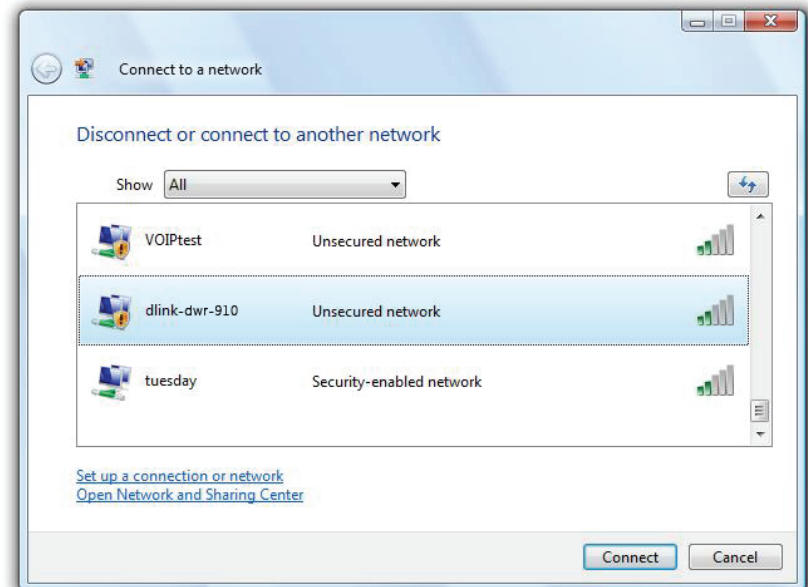 Connect to a network
Disconnect or connect to another network
Show All
VOIPtest Unsecured network
dlink-dwr-910 Unsecured network
tuesday Security-enabled network
Set up a connection or network
Open Network and Sharing Center
Connect Cancel